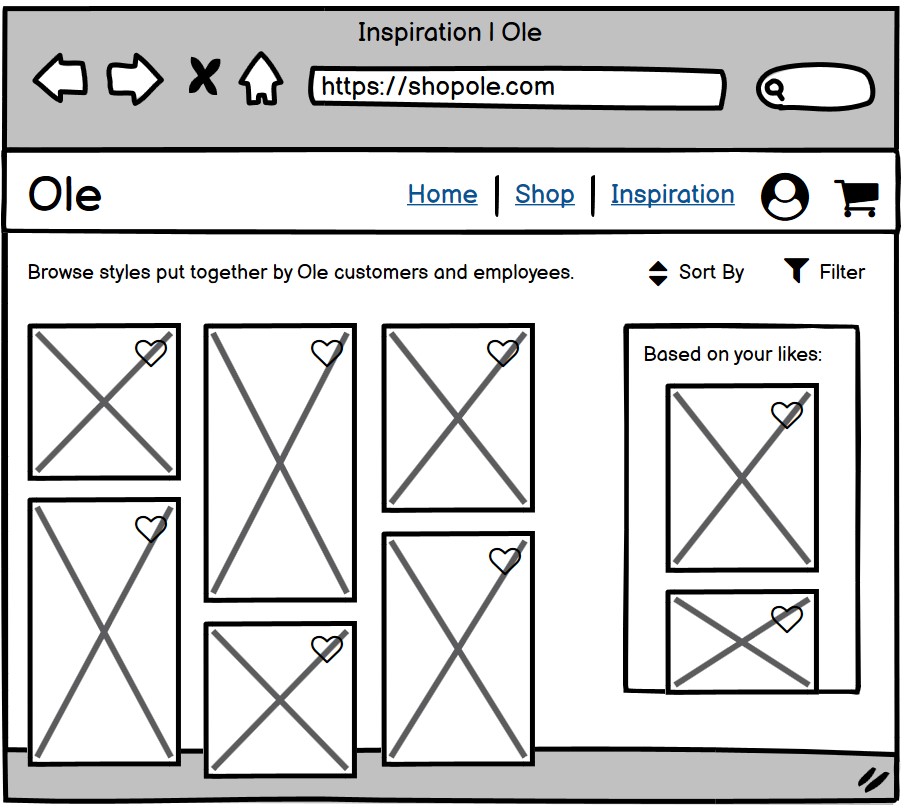 Inspiration | Ole
https://shopole.com
Ole
Home
Shop
Inspiration
Browse styles put together by Ole customers and employees.
Sort By
Filter
Based on your likes: